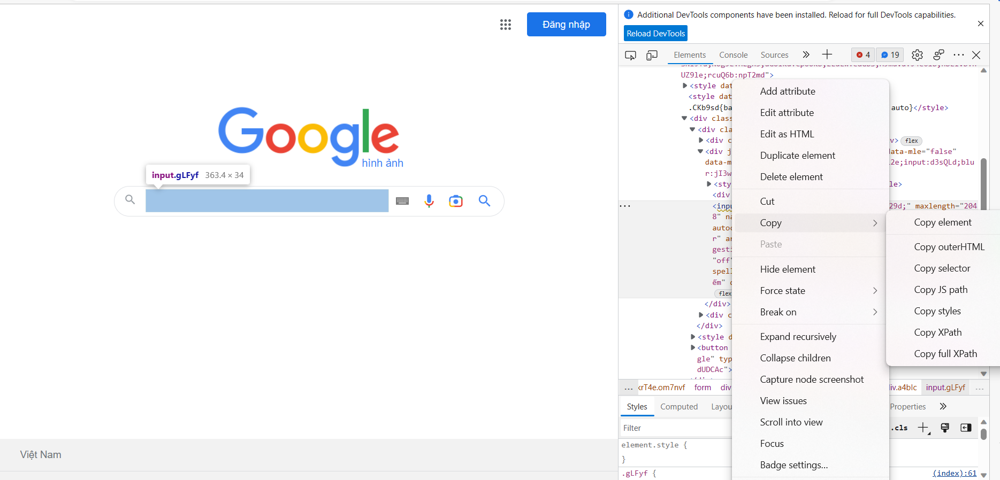 Đăng nhập
Google
hình ảnh
input.gLFyf 363.4 × 34
Việt Nam
Additional DevTools components have been installed. Reload for full DevTools capabilities.
Reload DevTools
Elements
Console
Sources
4
19
UZ9le;rcuQ6b:npT2md">
<style dat
<style dat
.CKb9sd{ba
auto}</style>
<div class
<div cla
<div c
v> flex
<div j
data-mle="false"
data-m
l2e;input:d3sQLd;blu
r:jI3w
<sty
le>
<div
<inpu
29d;" maxlength="204
8" na
autoc
r" ar
gesti
"off"
spell
ếm" d
flex
</div>
<div c
</div>
<style d
<button
gle" typ
dUDCAc">
Add attribute
Edit attribute
Edit as HTML
Duplicate element
Delete element
Cut
Copy
Paste
Hide element
Force state
Break on
Expand recursively
Collapse children
Capture node screenshot
View issues
Scroll into view
Focus
Badge settings...
Copy element
Copy outerHTML
Copy selector
Copy JS path
Copy styles
Copy XPath
Copy full XPath
... krT4e.om7nvf form div
iv.a4bIc input.gLFyf ...
Styles
Computed
Layou
Properties
Filter
.cls
element.style {
}
.gLFyf {
(index):61